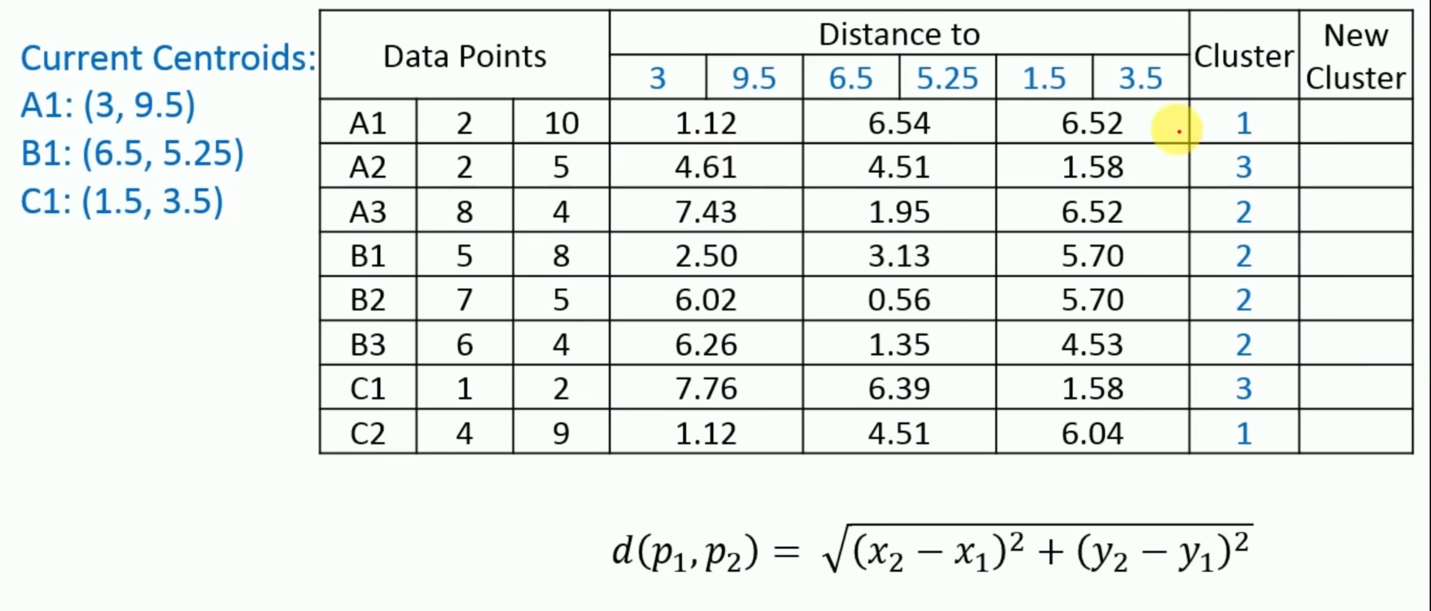 Current Centroids:
A1: (3, 9.5)
B1: (6.5, 5.25)
C1: (1.5, 3.5)
Data Points Distance to Cluster New Cluster
3 9.5 6.5 5.25 1.5 3.5
A1 2 10 1.12 6.54 6.52 1
A2 2 5 4.61 4.51 1.58 3
A3 8 4 7.43 1.95 6.52 2
B1 5 8 2.50 3.13 5.70 2
B2 7 5 6.02 0.56 5.70 2
B3 6 4 6.26 1.35 4.53 2
C1 1 2 7.76 6.39 1.58 3
C2 4 9 1.12 4.51 6.04 1
d(p₁, p₂) = √(x₂ − x₁)² + (y₂ − y₁)²